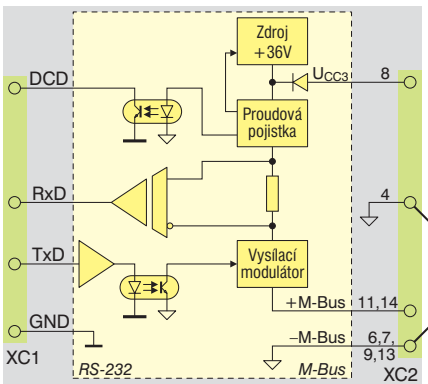 Zdroj
+36V
DCD
UCC3
8
Proudová
pojistka
RxD
4
TxD
Vysílací
modulátor
+M-Bus
11,14
GND
–M-Bus
6,7,
9,13
XC1
RS-232
M-Bus
XC2